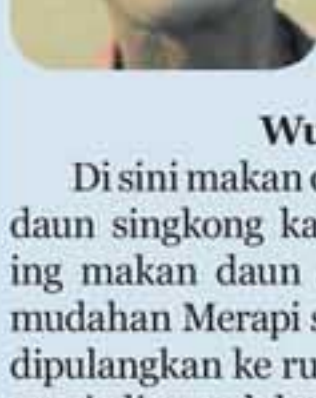 Wu
Di sini makan
daun singkong ka
ing makan daun
mudahan Merapi s
dipulangkan ke ru